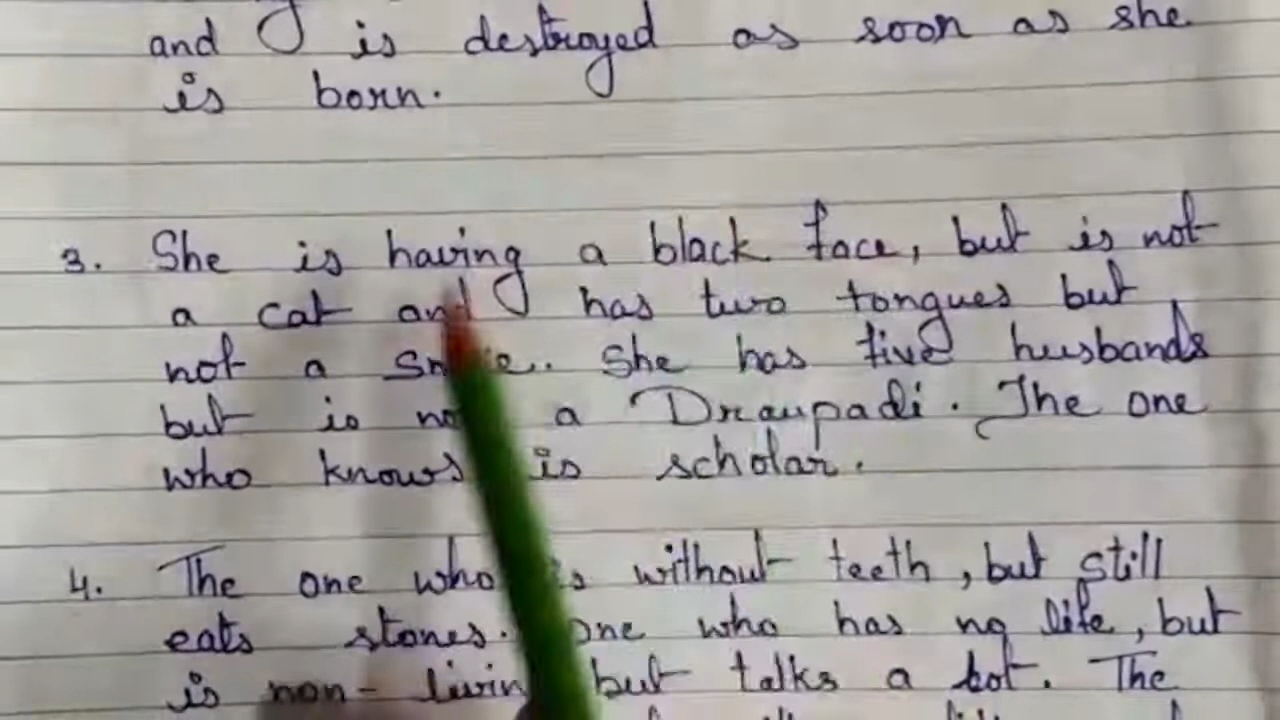 and is destroyed as soon as she
is born.
3. She is having a black face, but is not
a cat and has two tongues but
not a . She has five husbands
but is a Draupadi. The one
who knows is scholar.
4. The one who without teeth, but still
eats stones. One who has no life, but
is non-living but talks a lot. The